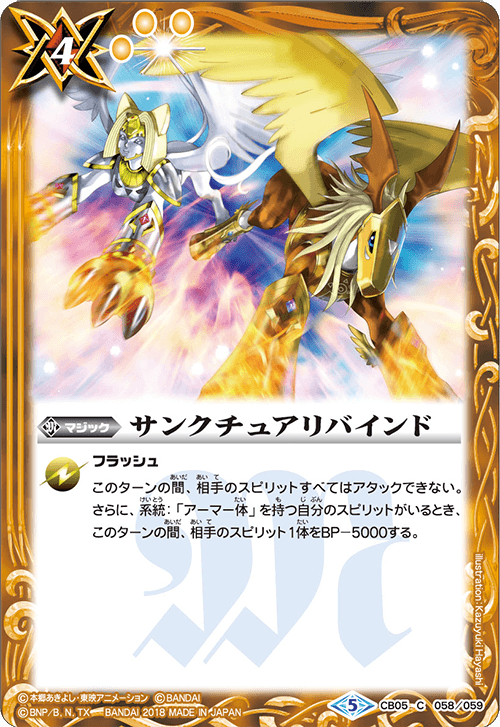 4
マジック サンクチュアリバインド
フラッシュ
このターンの間、相手のスピリットすべてはアタックできない。
さらに、系統：「アーマー体」を持つ自分のスピリットがいるとき、
このターンの間、相手のスピリット1体をBP－5000する。
illustration:Kazuyuki Hayashi
©本郷あきよし・東映アニメーション ©BANDAI
©BNP/B, N, TX ©BANDAI 2018 MADE IN JAPAN
5 CB05 C 058/059